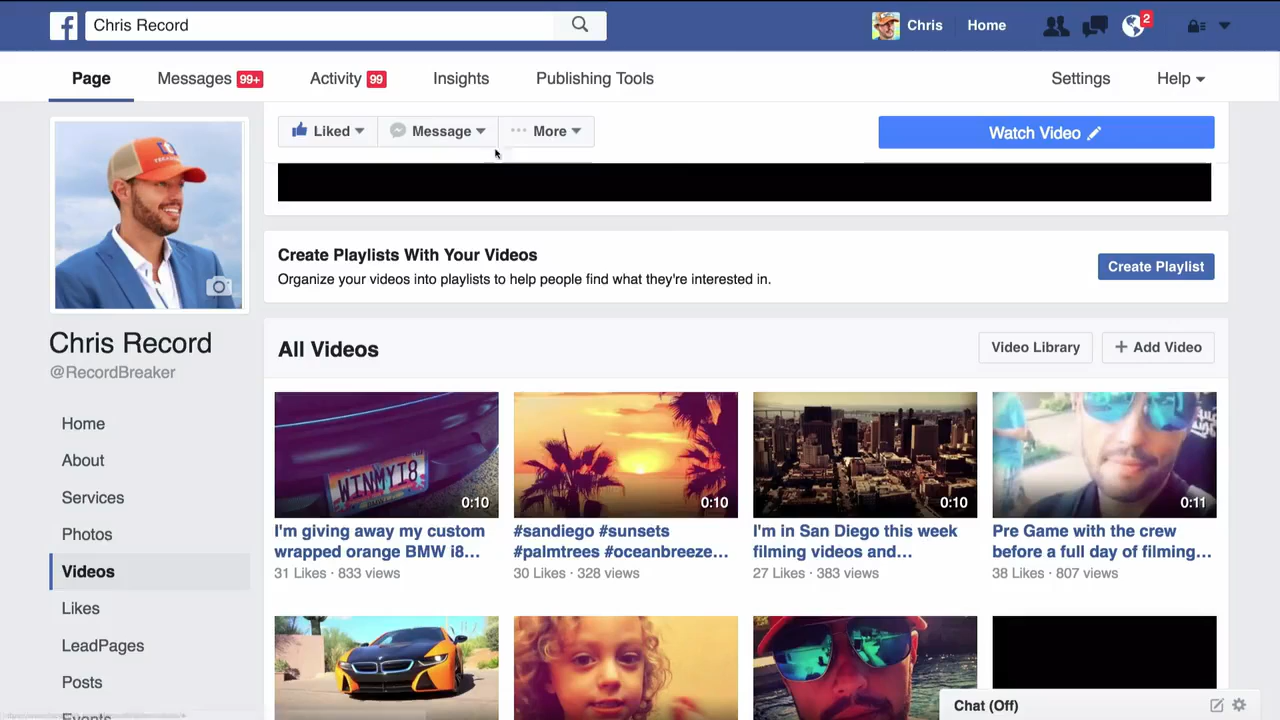 Chris Record
Chris
Home
2
Page
Messages 99+
Activity 99
Insights
Publishing Tools
Settings
Help
Liked
Message
More
Watch Video
Create Playlists With Your Videos
Organize your videos into playlists to help people find what they're interested in.
Create Playlist
Chris Record
@RecordBreaker
Home
About
Services
Photos
Videos
Likes
LeadPages
Posts
Events
All Videos
Video Library
+ Add Video
WINMYI8
0:10
I'm giving away my custom
wrapped orange BMW i8...
31 Likes · 833 views
0:10
#sandiego #sunsets
#palmtrees #oceanbreeze...
30 Likes · 328 views
0:10
I'm in San Diego this week
filming videos and...
27 Likes · 383 views
0:11
Pre Game with the crew
before a full day of filming...
38 Likes · 807 views
Chat (Off)